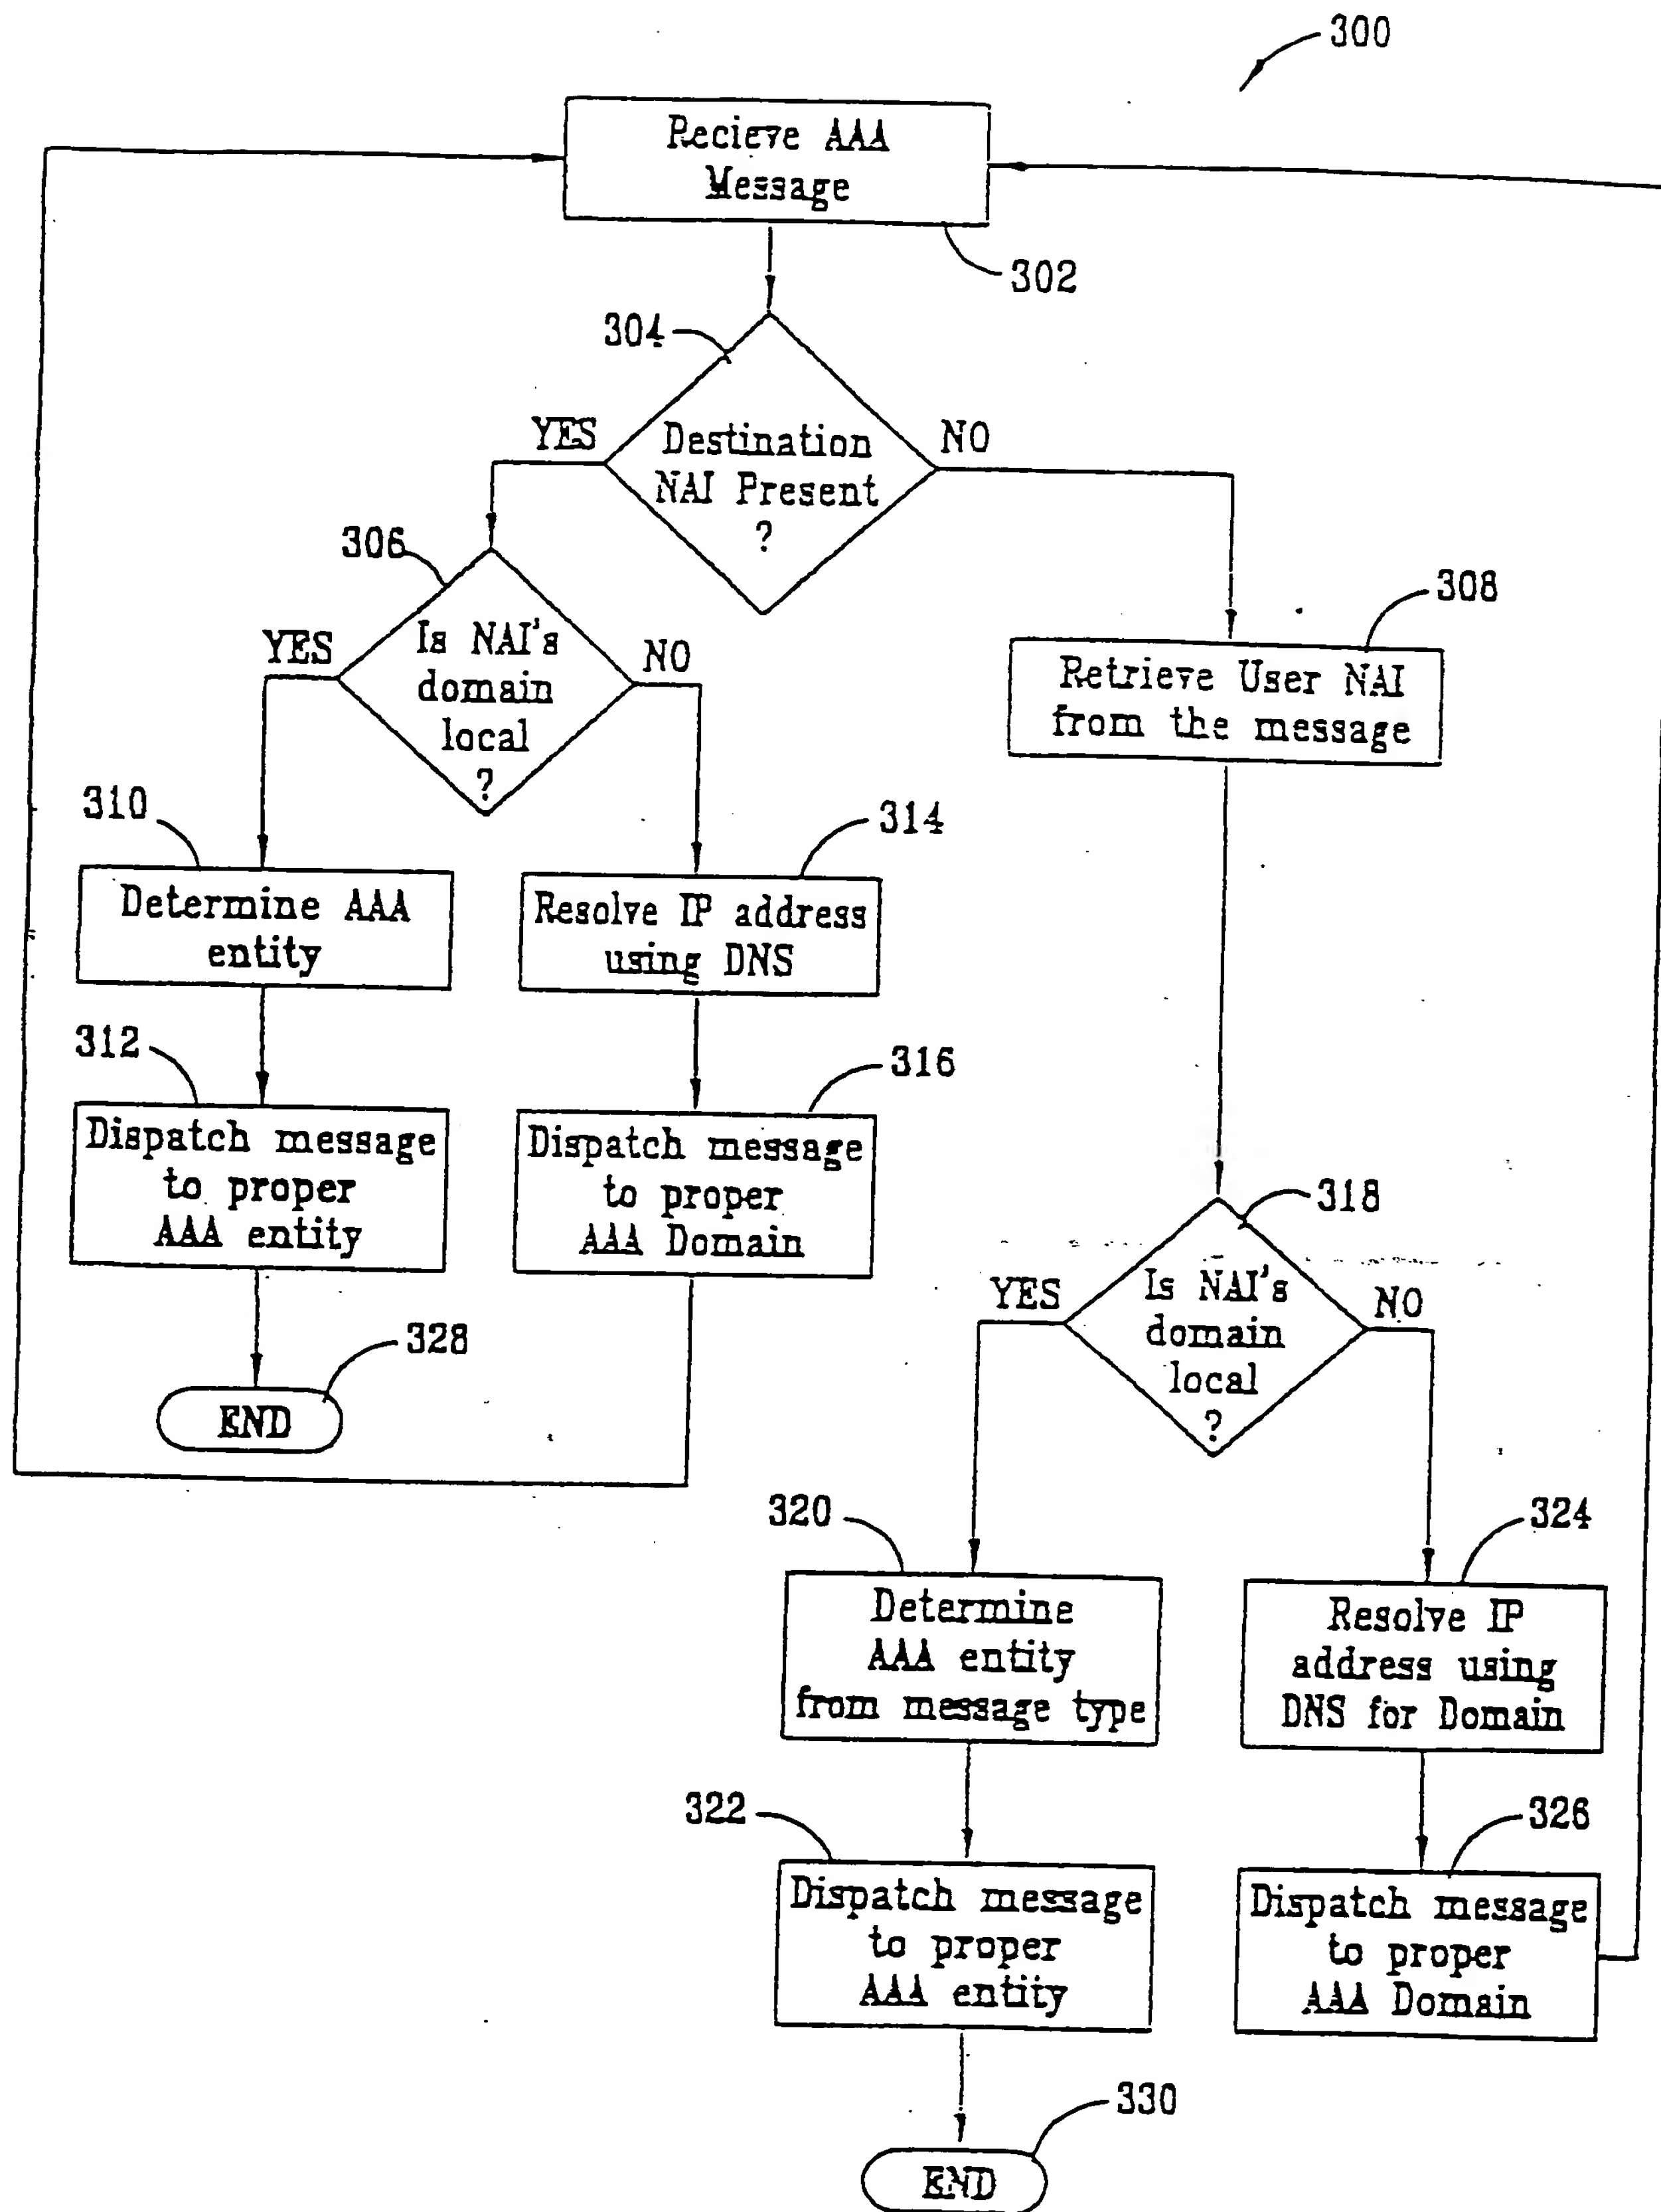 300
Recieve AAA
Message
302
304
YES
Destination
NAI Present
?
NO
306
YES
Is NAI's
domain
local
?
NO
308
Retrieve User NAI
from the message
310
Determine AAA
entity
314
Resolve IP address
using DNS
312
Dispatch message
to proper
AAA entity
316
Dispatch message
to proper
AAA Domain
318
YES
Is NAI's
domain
local
?
NO
328
END
320
Determine
AAA entity
from message type
324
Resolve IP
address using
DNS for Domain
322
Dispatch message
to proper
AAA entity
326
Dispatch message
to proper
AAA Domain
330
END